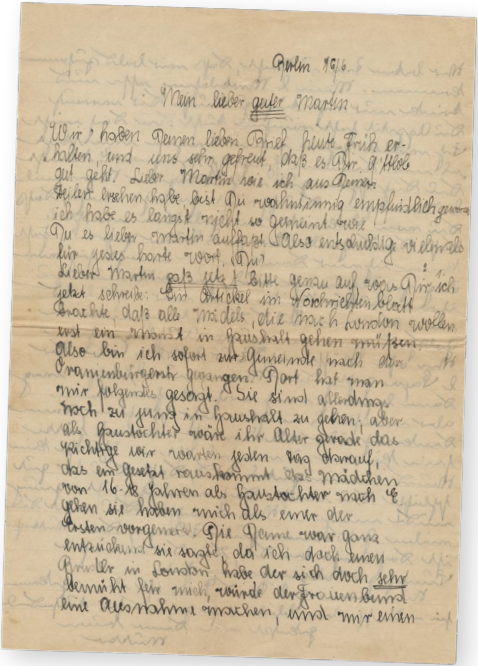 Berlin 16/6.
Mein lieber guter Martin
Wir haben Deinen lieben Brief heute früh er-
halten, und uns sehr gefreut, daß es Dir G'ttlob
gut geht. Lieber Martin wie ich aus Deinen
Zeilen ersehen habe bist Du wahnsinnig empfindlich geworden
ich habe es längst nicht so gemeint wie
Du es lieber Martin auffaßt. Also entschuldige vielmals
für jedes harte Wort, Du?
Lieber Martin paß jetz! bitte genau auf was Dir ich
jetzt schreibe: Ein Artickel im Nachrichtenblatt
brachte, daß alle Mädels, die nach London wollen
erst ein Monat in Haushalt gehen müssen
Also bin ich sofort zur Gemeinde nach der
Oranienburgerstr gegangen. Dort hat man
mir folgendes gesagt. Sie sind allerdings
noch zu jung in Haushalt zu gehen, aber
als Haustochter wäre ihr Alter gerade das
richtige wir warten jeden Tag darauf,
das ein Gesetz rauskommt das Mädchen
von 16-18 Jahren als Haustochter nach E
gehen sie haben mich als einer der
Ersten vorgemerkt. Die Dame war ganz
entzückend sie sagte, da ich doch einen
Bruder in London habe der sich doch sehr
bemüht für mich, würde der Frauenbund
eine Ausnahme machen, und mir einen